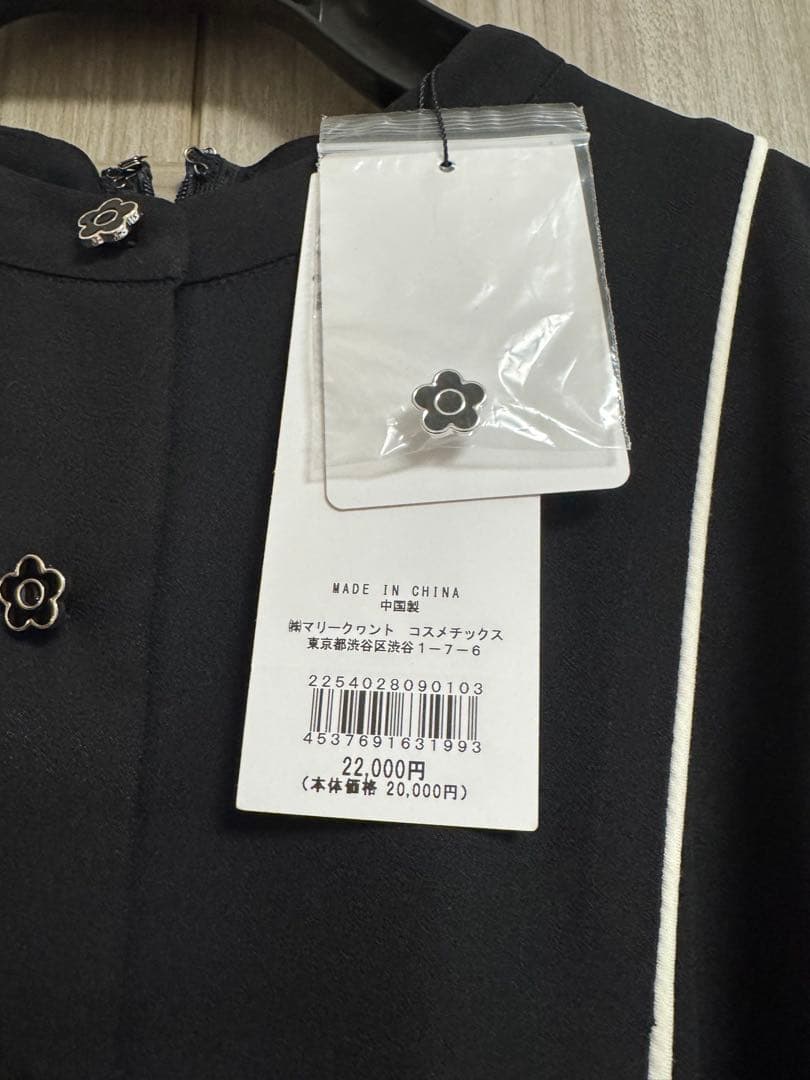 MADE IN CHINA
中国製
㈱マリークヮント コスメチックス
東京都渋谷区渋谷1-7-6
2254028090103
4537691631993
22,000円
(本体価格 20,000円)